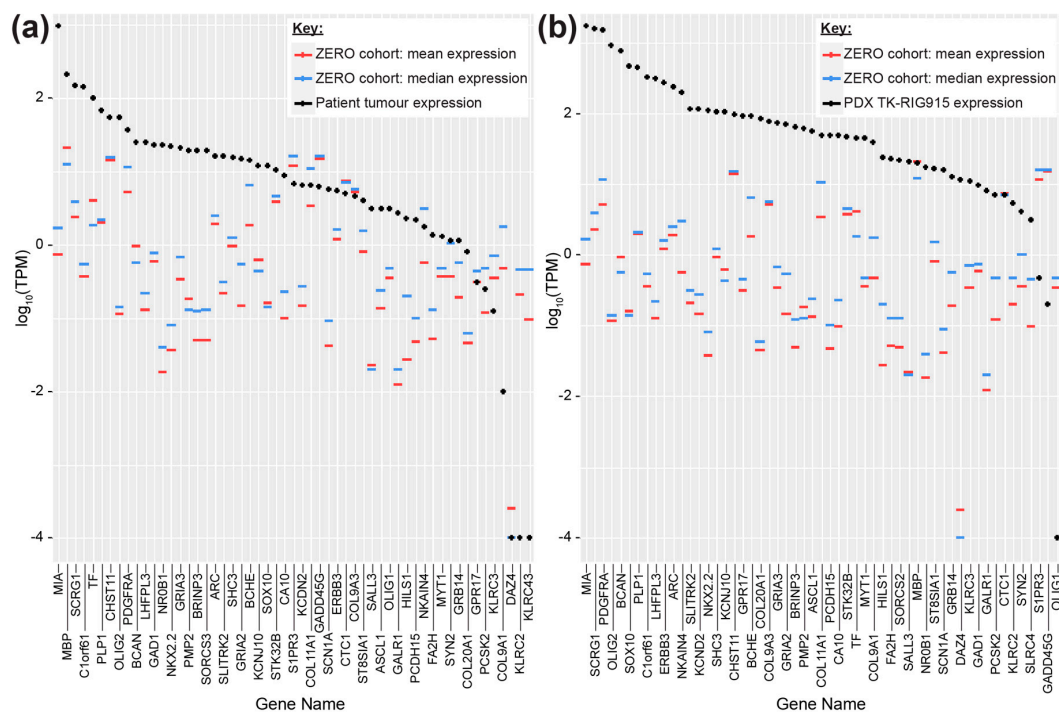 (a)
Key:
ZERO cohort: mean expression
ZERO cohort: median expression
Patient tumour expression
log10(TPM)
2
0
-2
-4
MIA
MBP
SCRG1
C1orf6
TF
PLP1
CHST11
OLIG2
PDGFRA
BCAN
LHFPL3
GAD1
NR0B1
NKX2.2
GRIA3
PMP2
BRINP3
SORCS3
ARC
SLITRK2
SHC3
GRIA2
BCHE
KCNJ10
SOX10
STK32B
CA10
S1PR3
KCDN2
COL11A1
GADD45G
SCN1A
ERBB3
CTC1
COL9A3
ST8SIA1
SALL3
ASCL1
OLIG1
GALR1
HILS1
PCDH15
NKAIN4
FA2H
MYT1
SYN2
GRB14
COL20A1
GPR17
PCSK2
KLRC3
COL9A1
DAZ4
KLRC2
KLRC43
Gene Name
(b)
Key:
ZERO cohort: mean expression
ZERO cohort: median expression
PDX TK-RIG915 expression
log10(TPM)
2
0
-2
-4
MIA
SCRG1
PDGFRA
OLIG2
BCAN
SOX10
PLP1
C1orf6
LHFPL3
ERBB3
ARC
NKAIN4
SLITRK2
KCND2
NKX2.2
SHC3
KCNJ10
CHST11
GPR17
BCHE
COL20A1
COL9A3
GRIA3
GRIA2
BRINP3
PMP2
ASCL1
COL11A1
PCDH15
CA10
STK32B
TF
MYT1
COL9A1
HILS1
FA2H
SORCS2
SALL3
MBP
NR0B1
ST8SIA1
SCN1A
GRB14
DAZ4
KLRC3
GAD1
GALR1
PCSK2
CTC1
KLRC2
SYN2
SLRC4
S1PR3
GADD45G
OLIG1
Gene Name